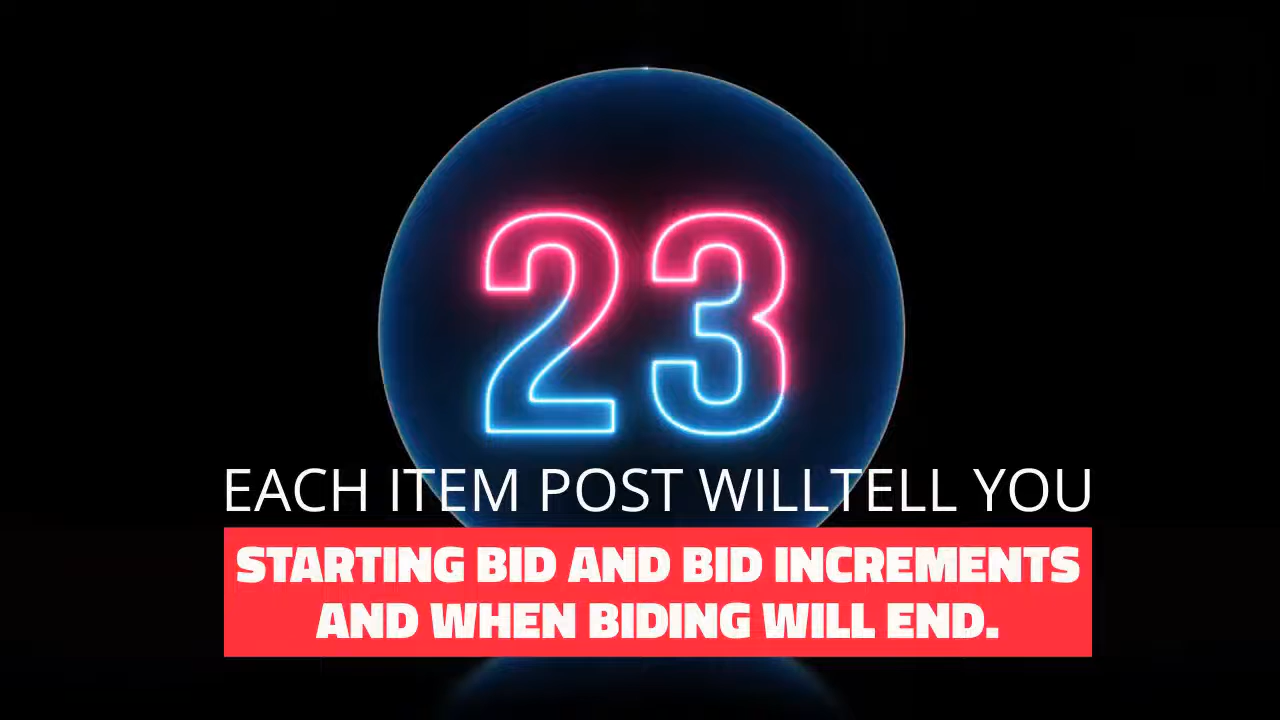 23
EACH ITEM POST WILLTELL YOU
STARTING BID AND BID INCREMENTS
AND WHEN BIDING WILL END.